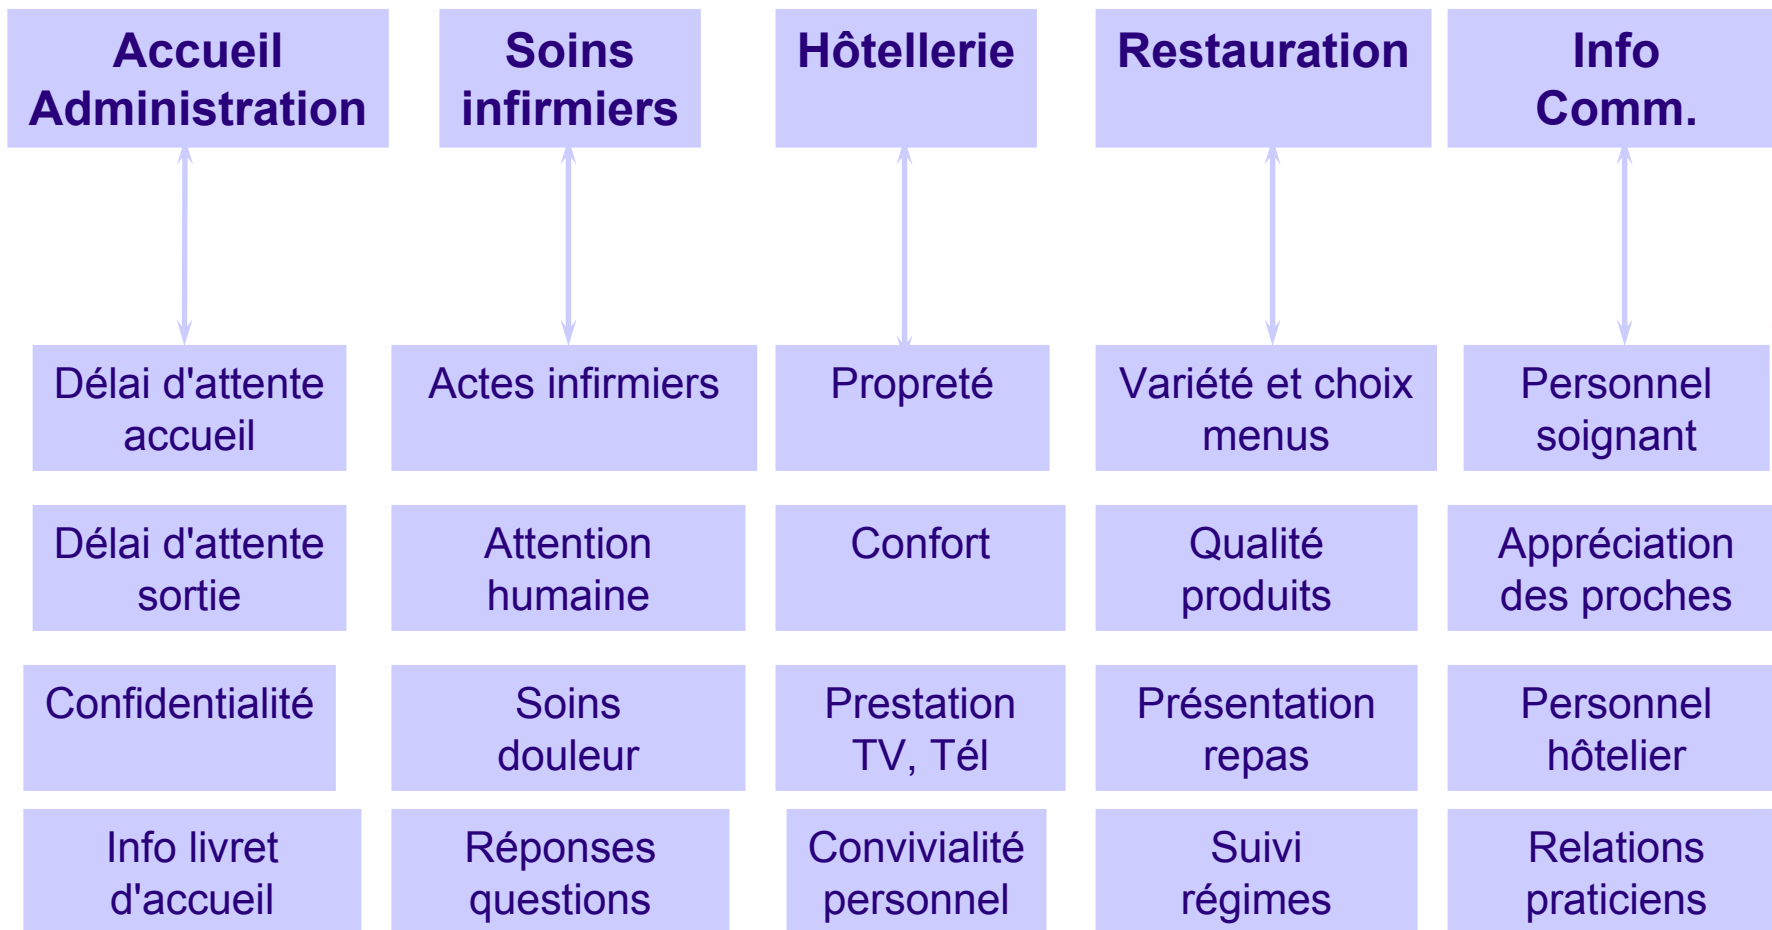 Accueil
Administration
Soins
infirmiers
Hôtellerie
Restauration
Info
Comm.
Délai d'attente
accueil
Actes infirmiers
Propreté
Variété et choix
menus
Personnel
soignant
Délai d'attente
sortie
Attention
humaine
Confort
Qualité
produits
Appréciation
des proches
Confidentialité
Soins
douleur
Prestation
TV, Tél
Présentation
repas
Personnel
hôtelier
Info livret
d'accueil
Réponses
questions
Convivialité
personnel
Suivi
régimes
Relations
praticiens